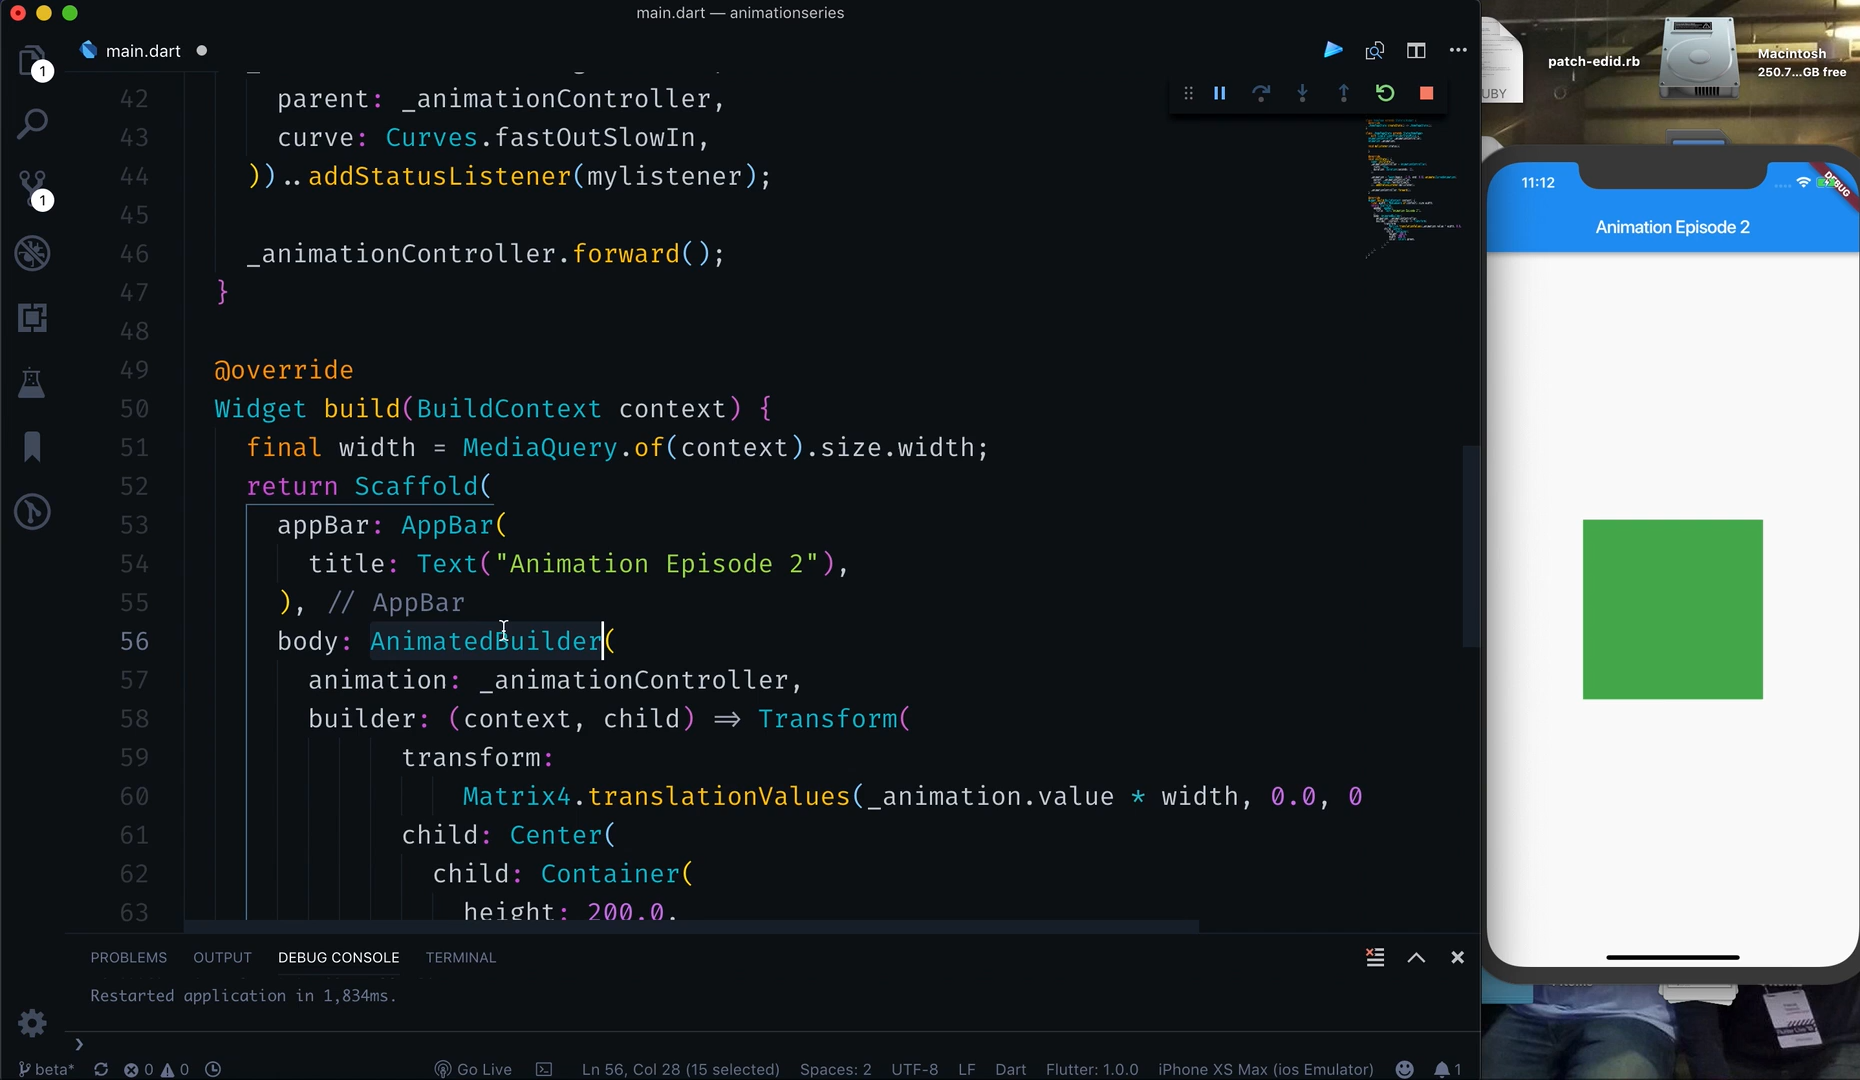 main.dart — animationseries
main.dart
patch-edid.rb
Macintosh
250.7...GB free
UBY
1
1
42 parent: _animationController,
43 curve: Curves.fastOutSlowIn,
44 ))..addStatusListener(mylistener);
45
46 _animationController.forward();
47 }
48
49 @override
50 Widget build(BuildContext context) {
51 final width = MediaQuery.of(context).size.width;
52 return Scaffold(
53 appBar: AppBar(
54 title: Text("Animation Episode 2"),
55 ), // AppBar
56 body: AnimatedBuilder(
57 animation: _animationController,
58 builder: (context, child) => Transform(
59 transform:
60 Matrix4.translationValues(_animation.value * width, 0.0, 0
61 child: Center(
62 child: Container(
63 height: 200.0,
11:12
DEBUG
Animation Episode 2
PROBLEMS OUTPUT DEBUG CONSOLE TERMINAL
Restarted application in 1,834ms.
beta* 0 0 Go Live Ln 56, Col 28 (15 selected) Spaces: 2 UTF-8 LF Dart Flutter: 1.0.0 iPhone XS Max (ios Emulator) 1